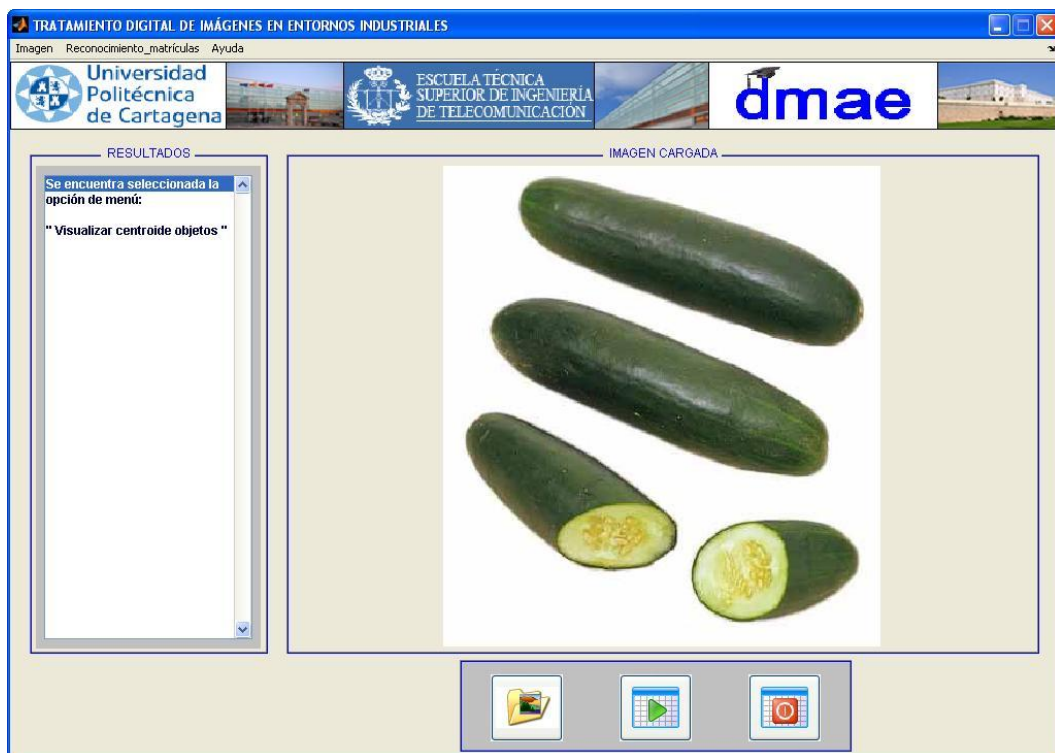 TRATAMIENTO DIGITAL DE IMÁGENES EN ENTORNOS INDUSTRIALES
Imagen Reconocimiento_matrículas Ayuda
Universidad
Politécnica
de Cartagena
ESCUELA TÉCNICA
SUPERIOR DE INGENIERÍA
DE TELECOMUNICACIÓN
dmae
RESULTADOS
Se encuentra seleccionada la
opción de menú:
" Visualizar centroide objetos "
IMAGEN CARGADA